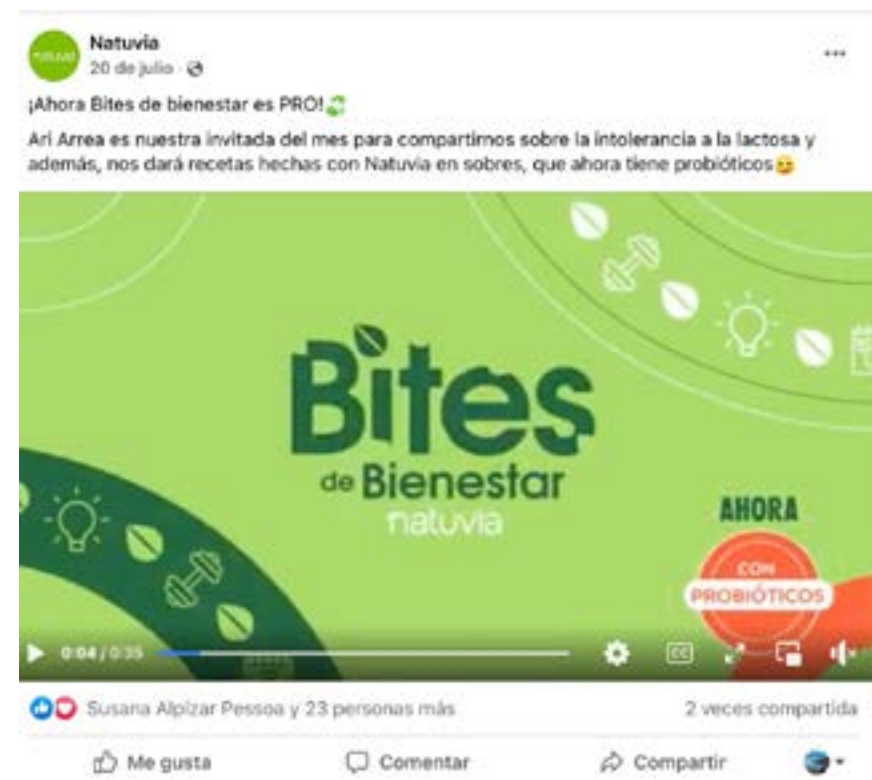 Natuvia
20 de julio ·
¡Ahora Bites de bienestar es PRO!
Ari Arrea es nuestra invitada del mes para compartirnos sobre la intolerancia a la lactosa y
además, nos dará recetas hechas con Natuvia en sobres, que ahora tiene probióticos
Bites
de Bienestar
natuvia
AHORA
CON
PROBIÓTICOS
0:04 / 0:35
CC
Susana Alpízar Pessoa y 23 personas más
2 veces compartida
Me gusta
Comentar
Compartir